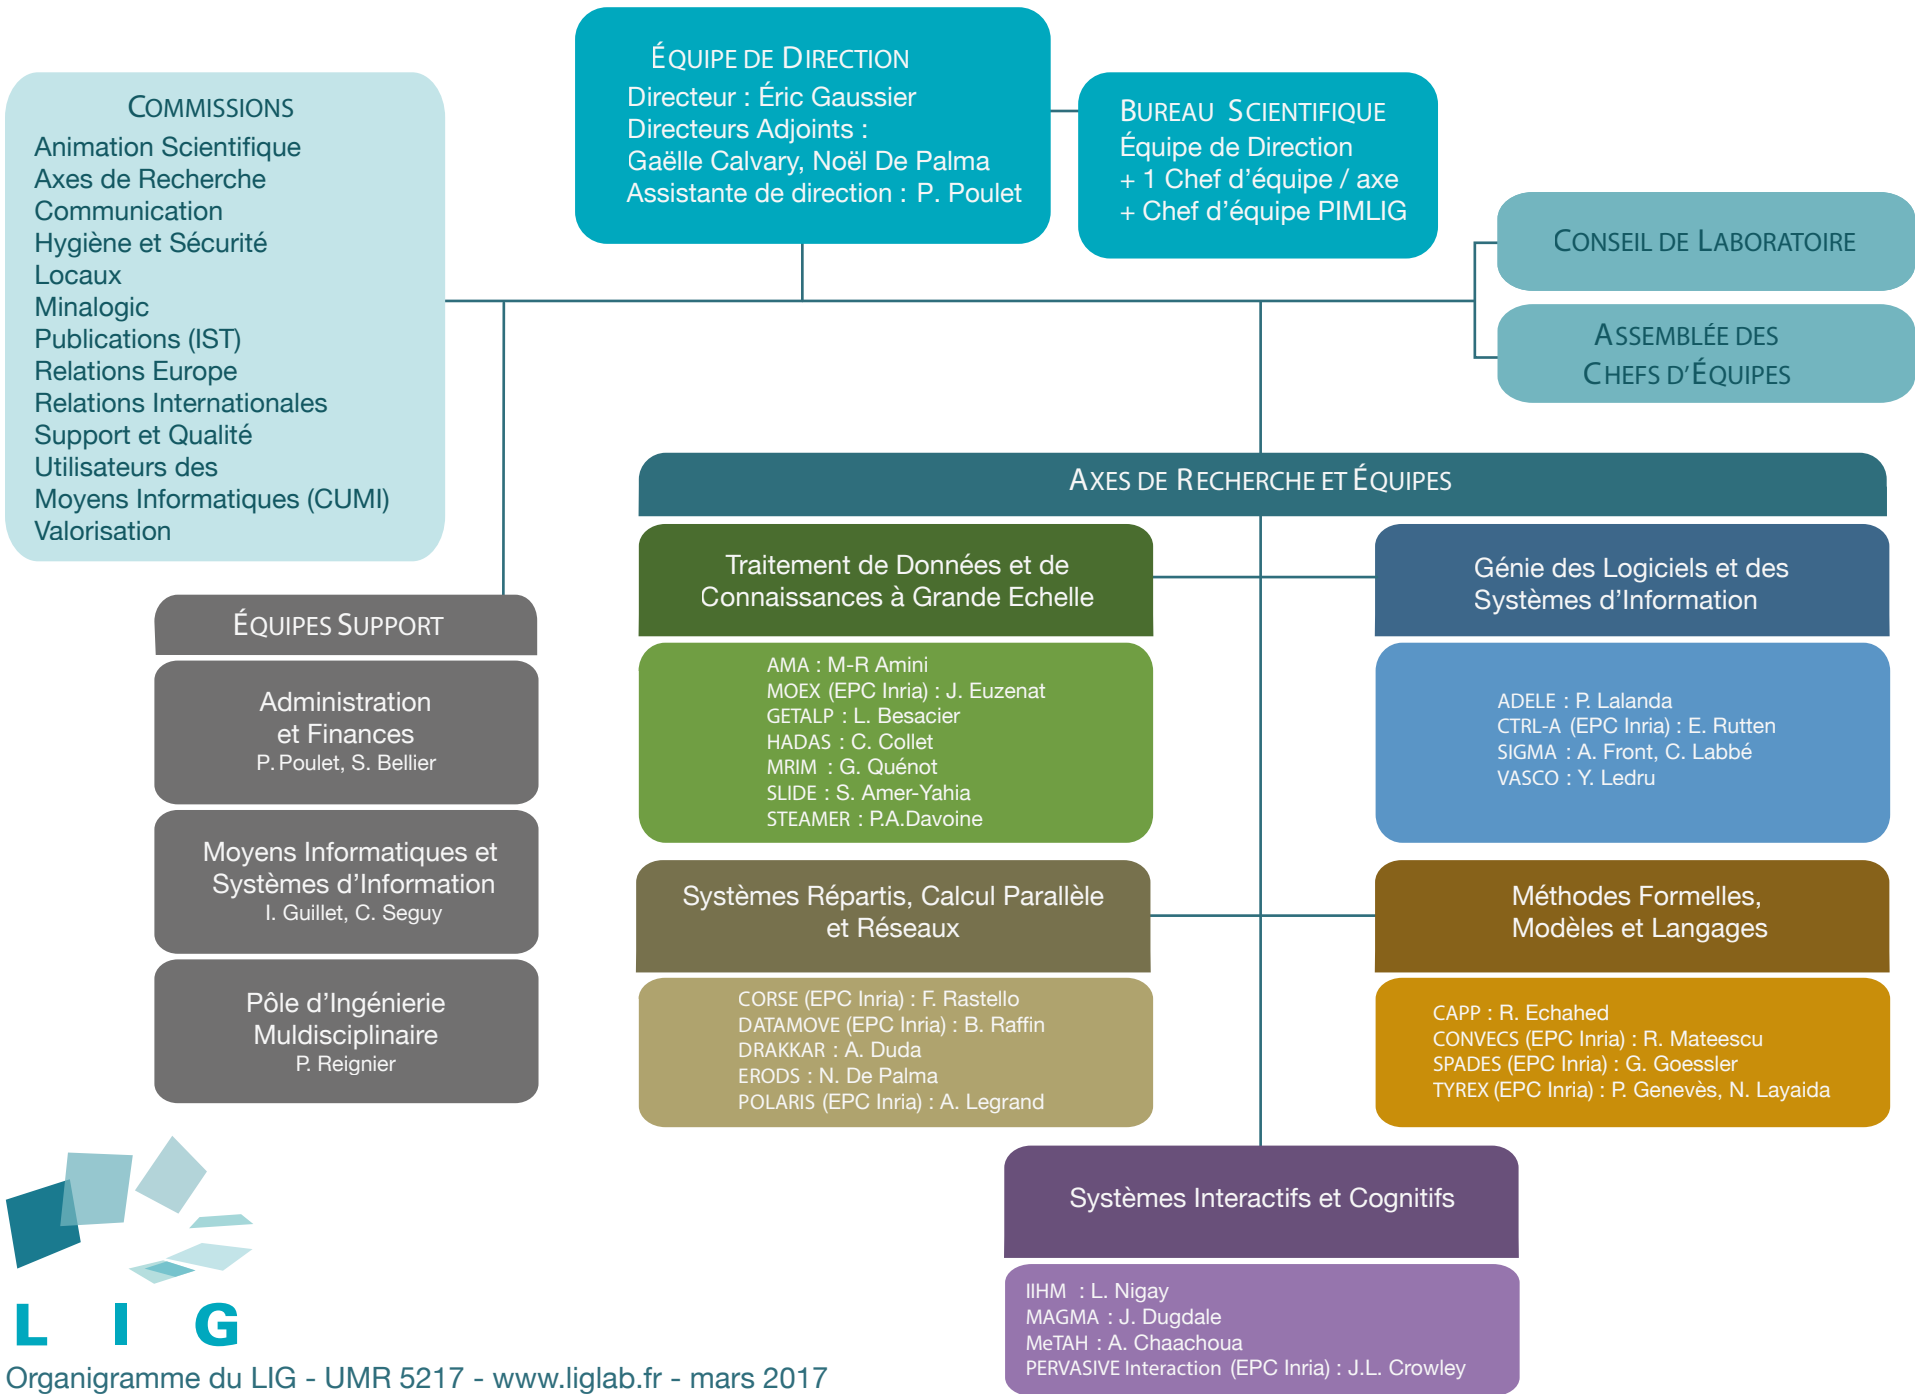 ÉQUIPE DE DIRECTION
Directeur : Éric Gaussier
Directeurs Adjoints :
Gaëlle Calvary, Noël De Palma
Assistante de direction : P. Poulet
BUREAU SCIENTIFIQUE
Équipe de Direction
+ 1 Chef d'équipe / axe
+ Chef d'équipe PIMLIG
COMMISSIONS
Animation Scientifique
Axes de Recherche
Communication
Hygiène et Sécurité
Locaux
Minalogic
Publications (IST)
Relations Europe
Relations Internationales
Support et Qualité
Utilisateurs des
Moyens Informatiques (CUMI)
Valorisation
CONSEIL DE LABORATOIRE
ASSEMBLÉE DES
CHEFS D'ÉQUIPES
ÉQUIPES SUPPORT
Administration
et Finances
P. Poulet, S. Bellier
Moyens Informatiques et
Systèmes d'Information
I. Guillet, C. Seguy
Pôle d'Ingénierie
Muldisciplinaire
P. Reignier
AXES DE RECHERCHE ET ÉQUIPES
Traitement de Données et de
Connaissances à Grande Echelle
AMA : M-R Amini
MOEX (EPC Inria) : J. Euzenat
GETALP : L. Besacier
HADAS : C. Collet
MRIM : G. Quénot
SLIDE : S. Amer-Yahia
STEAMER : P.A.Davoine
Génie des Logiciels et des
Systèmes d'Information
ADELE : P. Lalanda
CTRL-A (EPC Inria) : E. Rutten
SIGMA : A. Front, C. Labbé
VASCO : Y. Ledru
Systèmes Répartis, Calcul Parallèle
et Réseaux
CORSE (EPC Inria) : F. Rastello
DATAMOVE (EPC Inria) : B. Raffin
DRAKKAR : A. Duda
ERODS : N. De Palma
POLARIS (EPC Inria) : A. Legrand
Méthodes Formelles,
Modèles et Langages
CAPP : R. Echahed
CONVECS (EPC Inria) : R. Mateescu
SPADES (EPC Inria) : G. Goessler
TYREX (EPC Inria) : P. Genevès, N. Layaida
Systèmes Interactifs et Cognitifs
IIHM : L. Nigay
MAGMA : J. Dugdale
MeTAH : A. Chaachoua
PERVASIVE Interaction (EPC Inria) : J.L. Crowley
L I G
Organigramme du LIG - UMR 5217 - www.liglab.fr - mars 2017